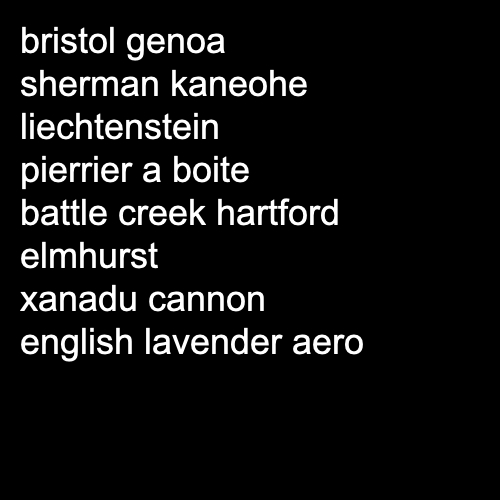 bristol genoa
sherman kaneohe
liechtenstein
pierrier a boite
battle creek hartford
elmhurst
xanadu cannon
english lavender aero